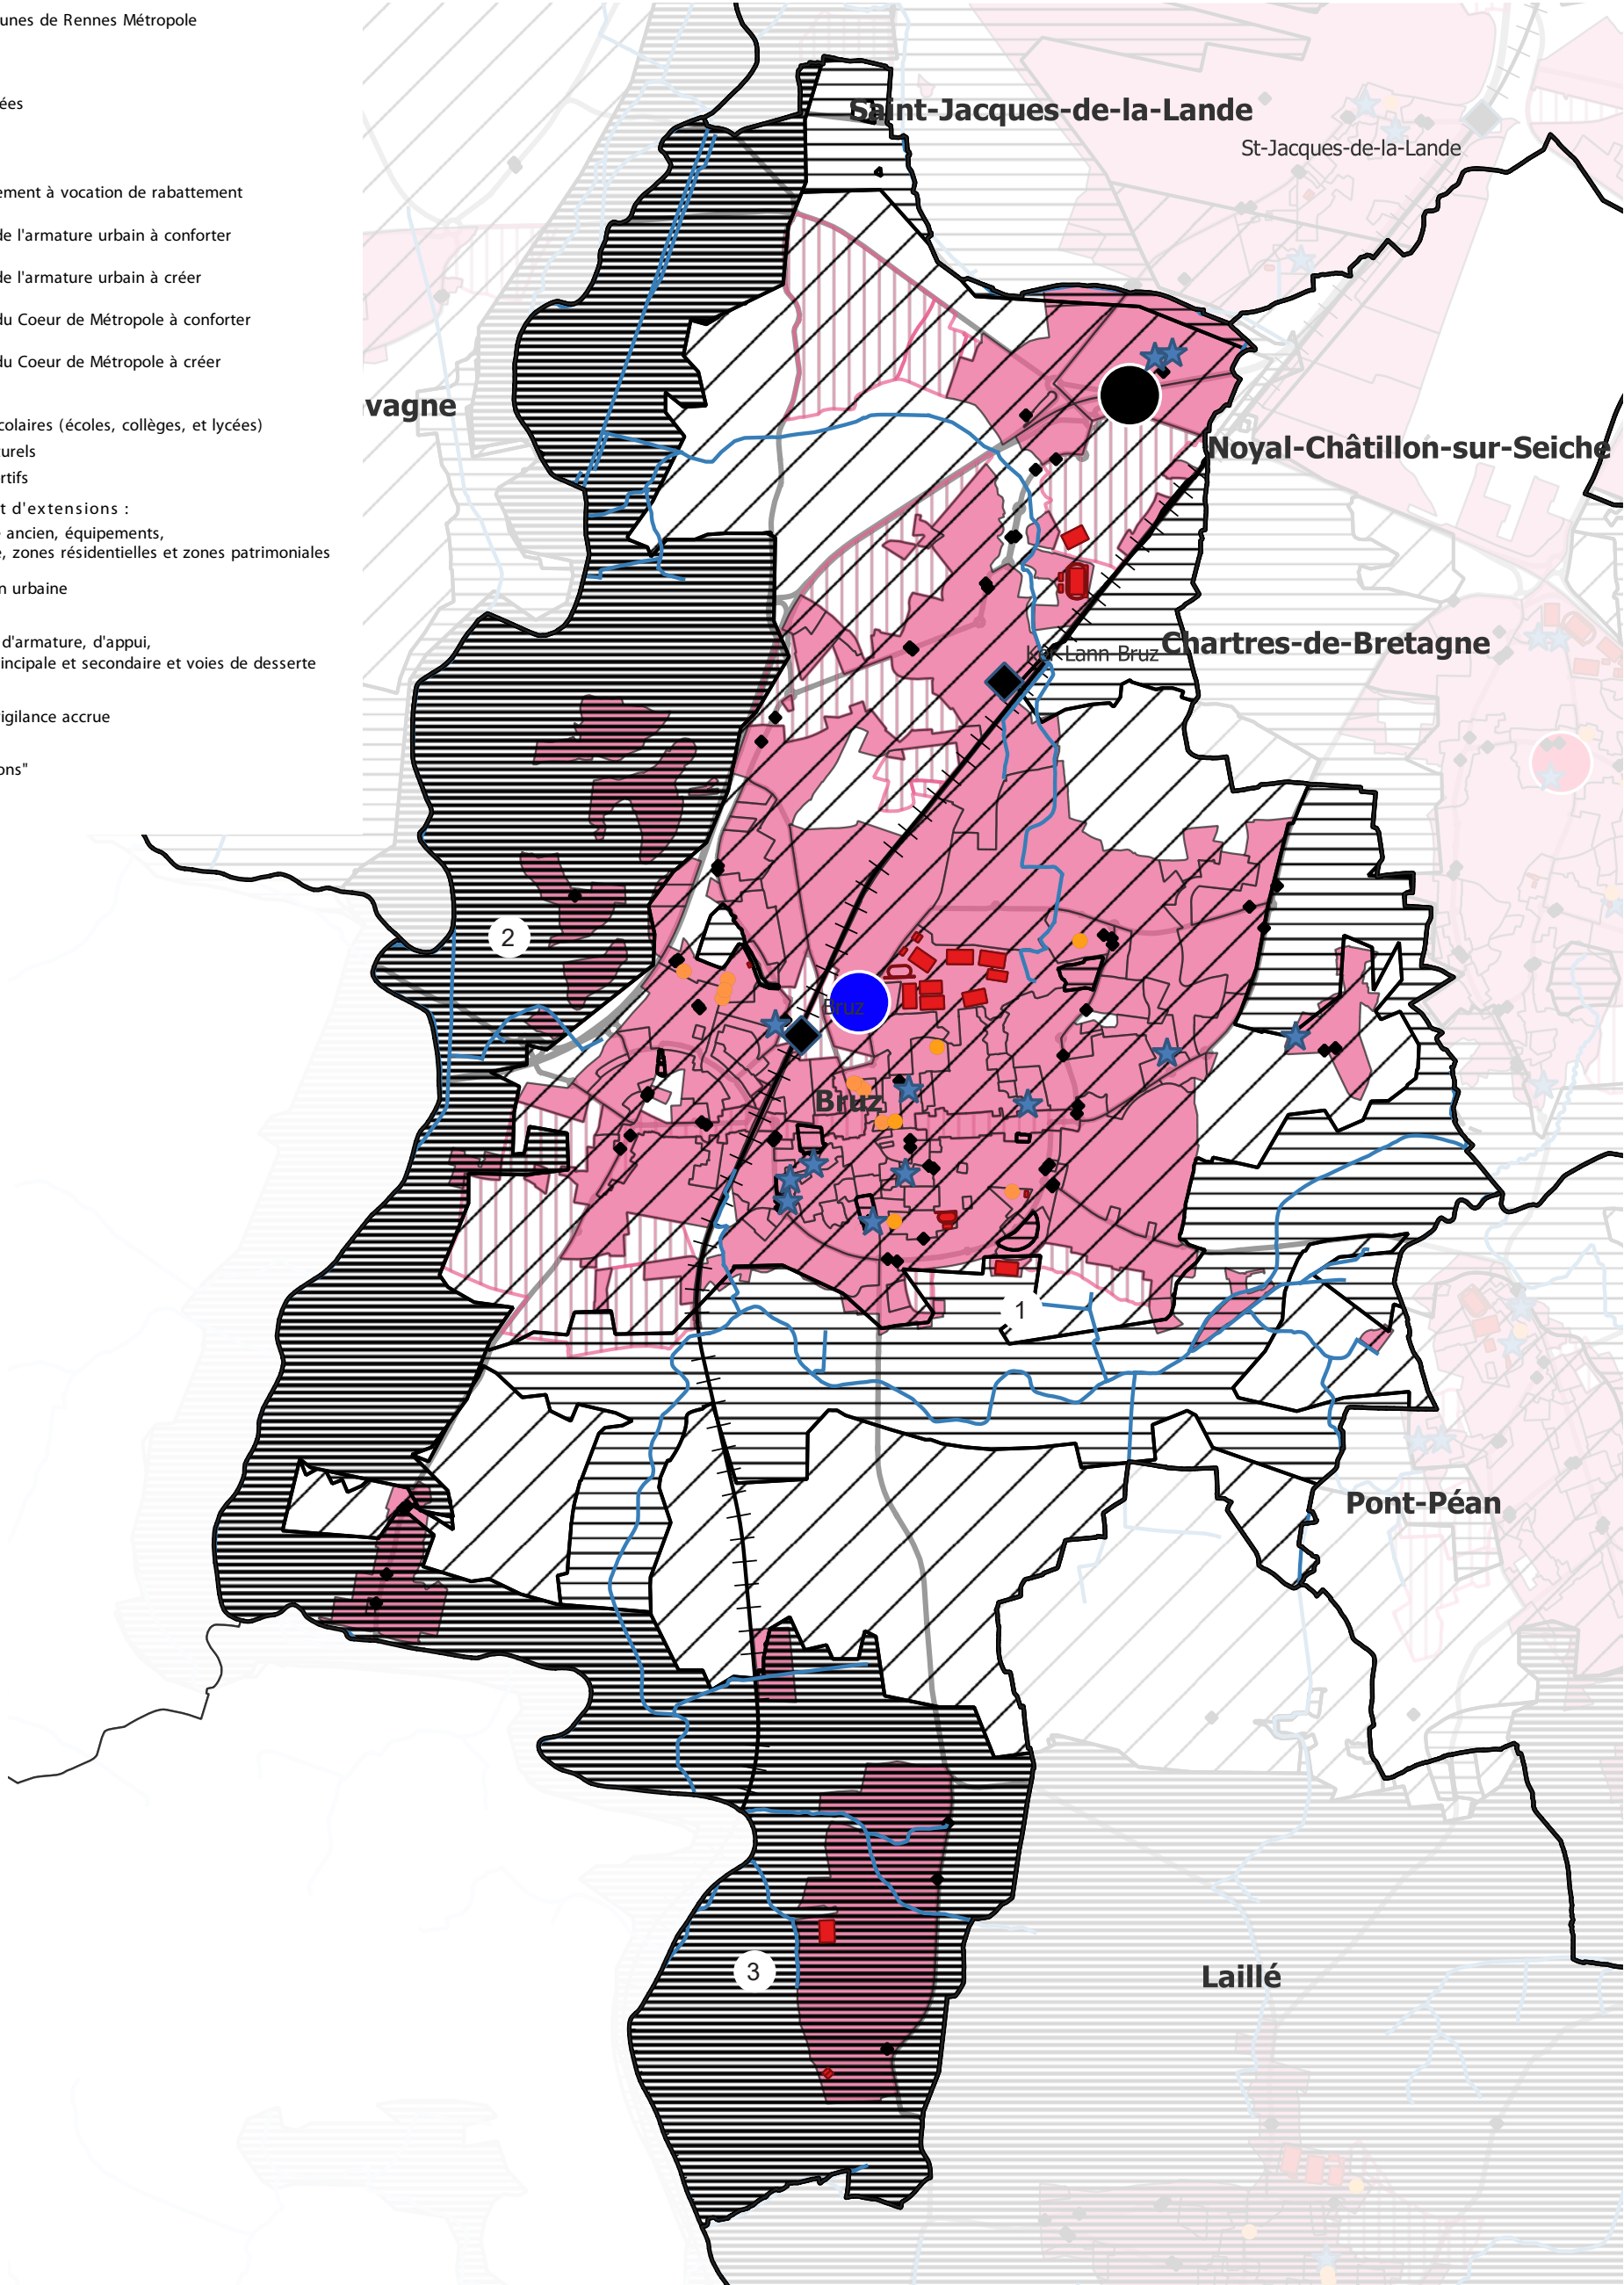 unes de Rennes Métropole
ées
ement à vocation de rabattement
de l'armature urbain à conforter
de l'armature urbain à créer
du Coeur de Métropole à conforter
du Coeur de Métropole à créer
colaires (écoles, collèges, et lycées)
turels
rtifs
t d'extensions :
e ancien, équipements,
e, zones résidentielles et zones patrimoniales
n urbaine
d'armature, d'appui,
incipale et secondaire et voies de desserte
vigilance accrue
ons"
Saint-Jacques-de-la-Lande
St-Jacques-de-la-Lande
vagne
Noyal-Châtillon-sur-Seiche
Chartres-de-Bretagne
Ker Lann-Bruz
2
Bruz
Bruz
1
Pont-Péan
3
Laillé